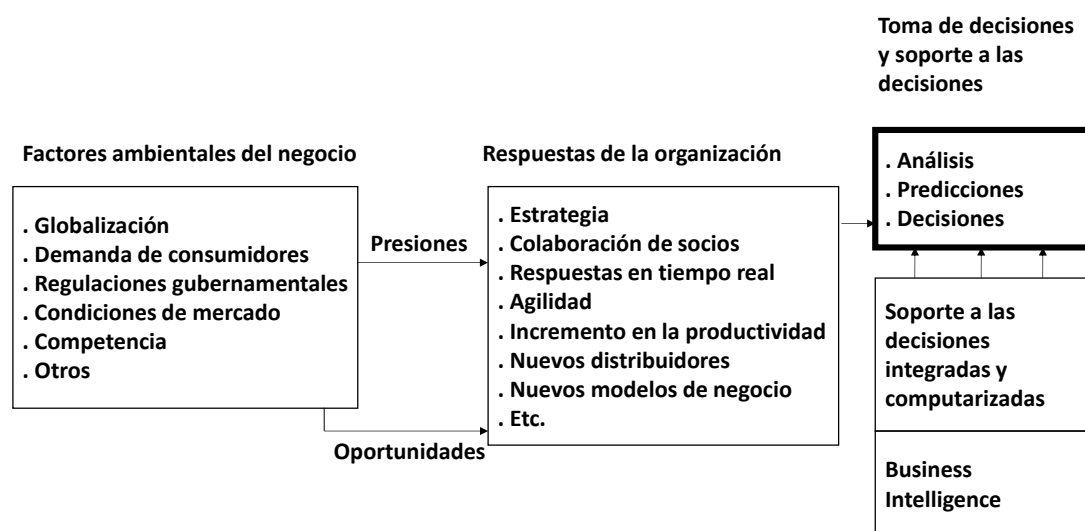 Toma de decisiones
y soporte a las
decisiones
Factores ambientales del negocio
Respuestas de la organización
. Globalización
. Demanda de consumidores
. Regulaciones gubernamentales
. Condiciones de mercado
. Competencia
. Otros
Presiones
Oportunidades
. Estrategia
. Colaboración de socios
. Respuestas en tiempo real
. Agilidad
. Incremento en la productividad
. Nuevos distribuidores
. Nuevos modelos de negocio
. Etc.
. Análisis
. Predicciones
. Decisiones
Soporte a las
decisiones
integradas y
computarizadas
Business
Intelligence